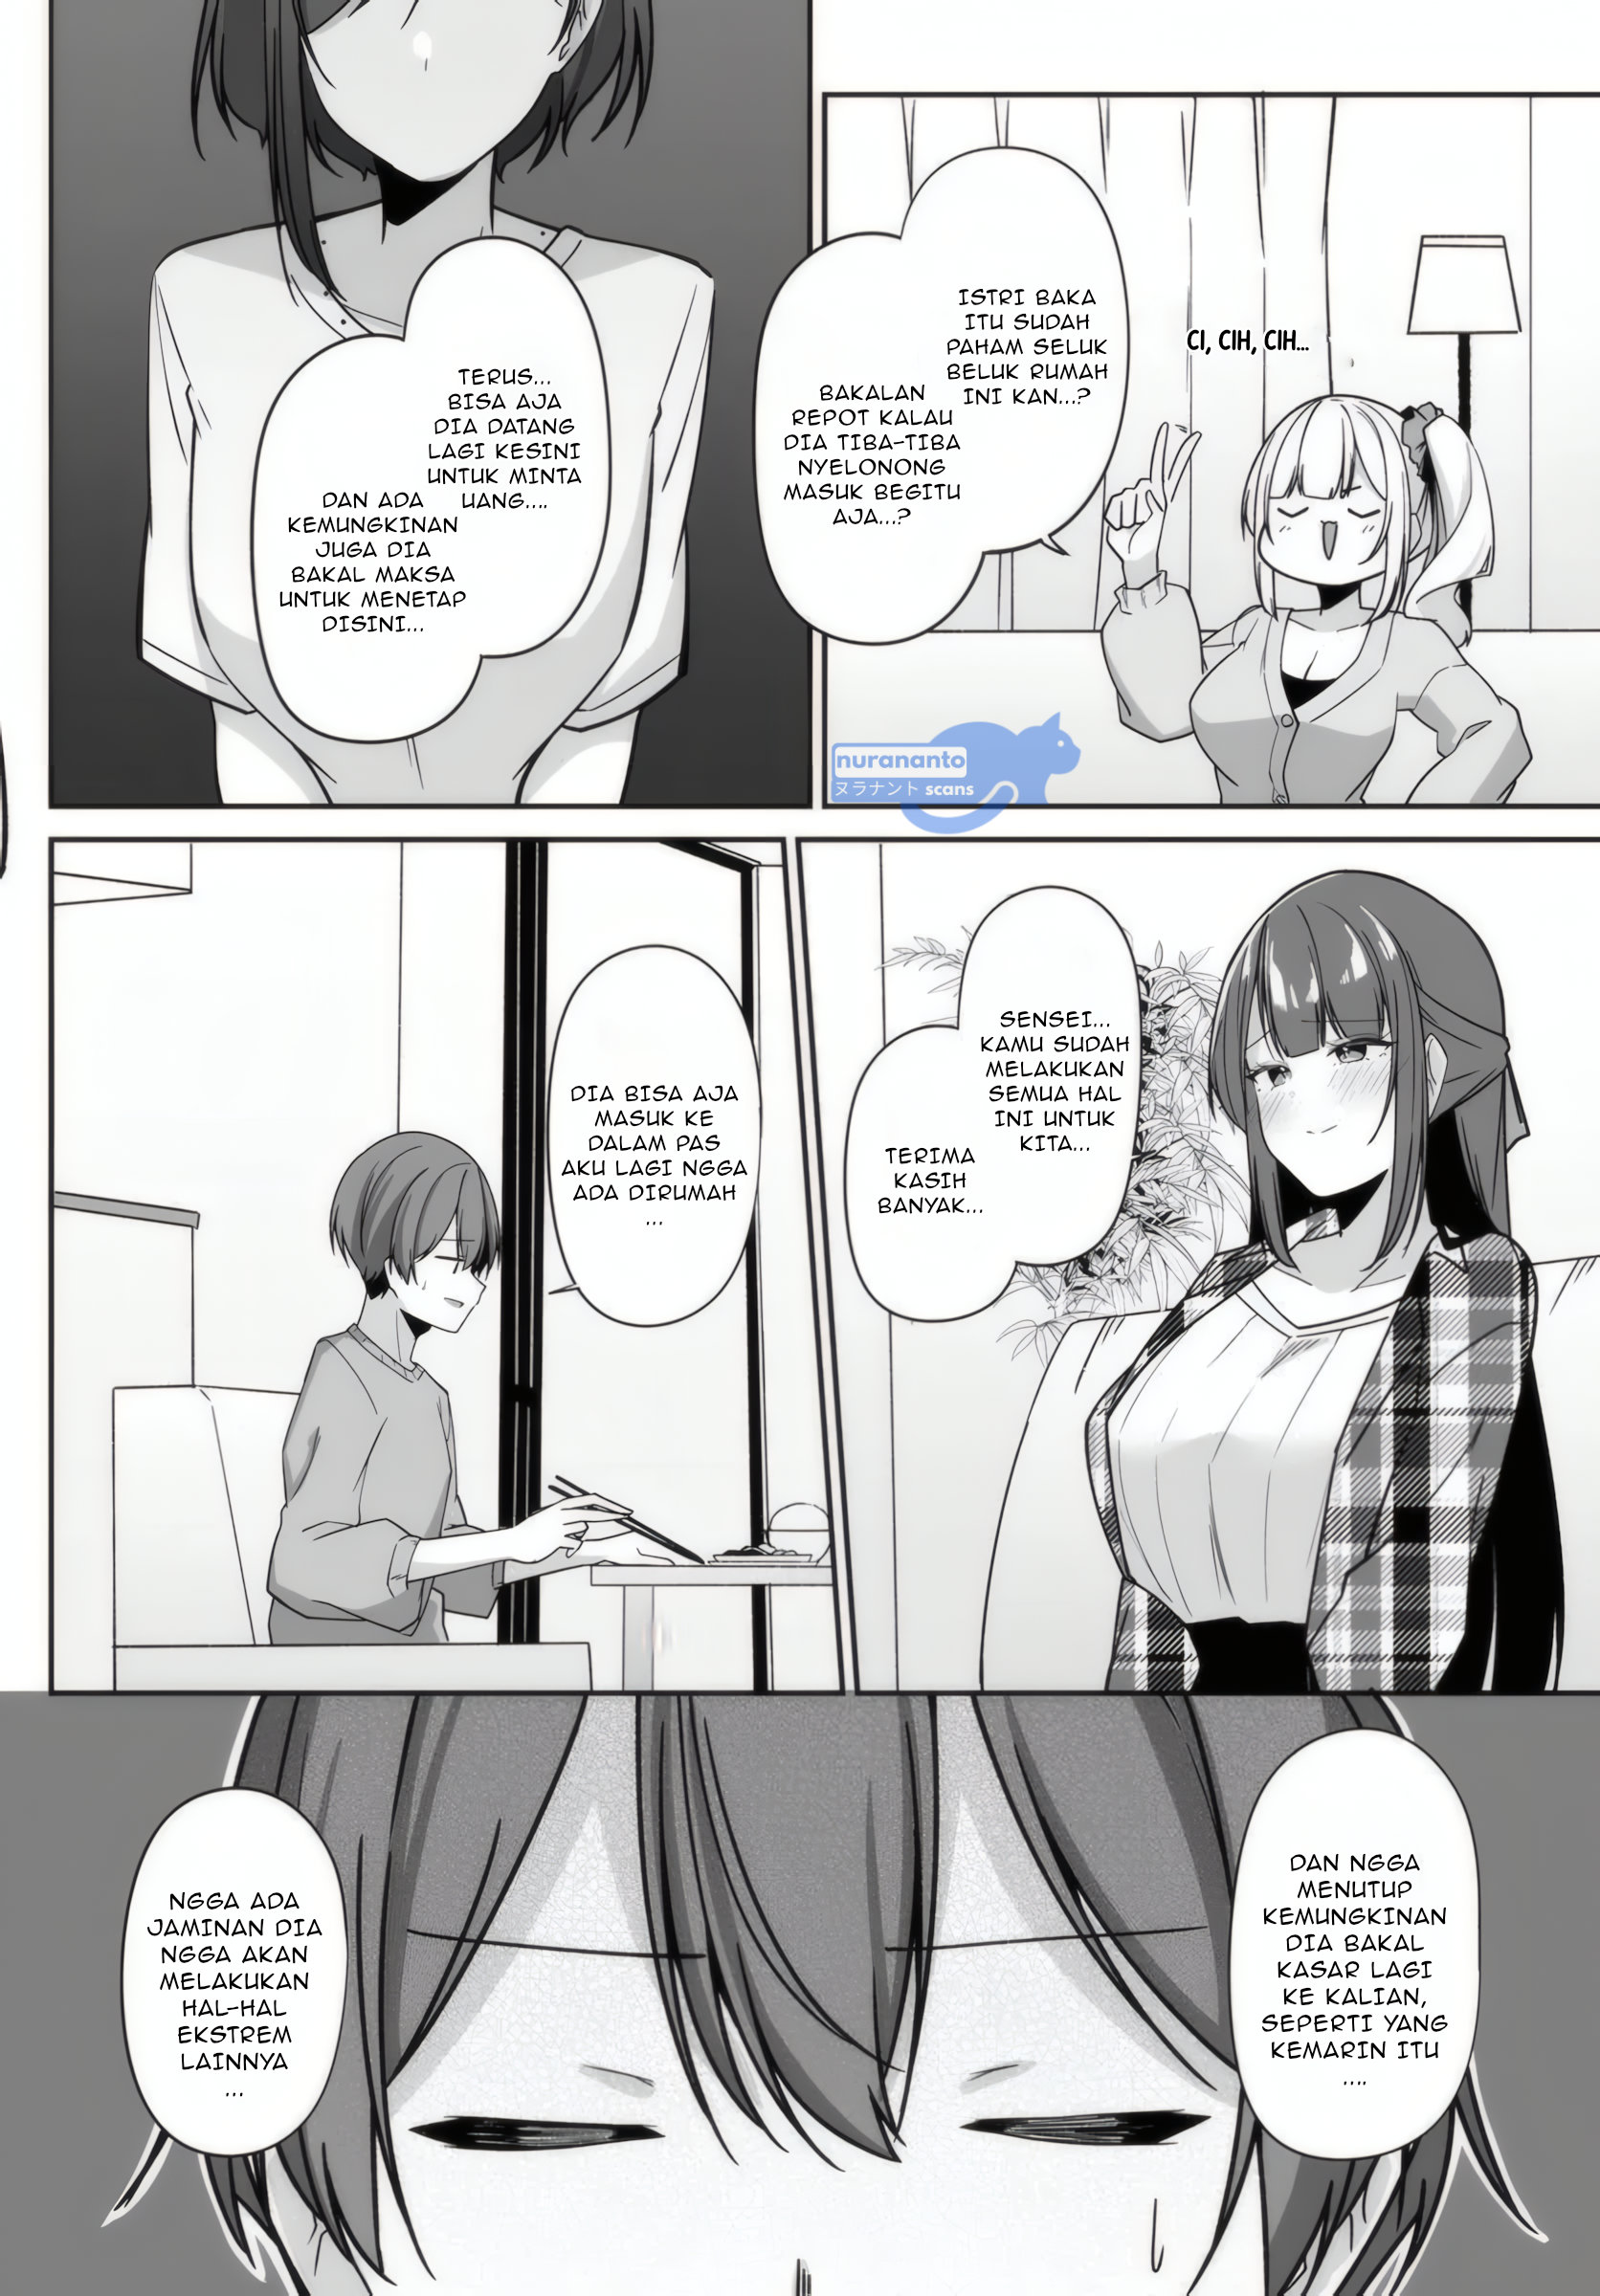 CI, CIH, CIH...
ISTRI BAKA
ITU SUDAH
PAHAM SELUK
BELUK RUMAH
INI KAN...?
BAKALAN
REPOT KALAU
DIA TIBA-TIBA
NYELONONG
MASUK BEGITU
AJA...?
TERUS...
BISA AJA
DIA DATANG
LAGI KESINI
UNTUK MINTA
UANG....
DAN ADA
KEMUNGKINAN
JUGA DIA
BAKAL MAKSA
UNTUK MENETAP
DISINI...
nurananto
ヌラナント scans
SENSEI...
KAMU SUDAH
MELAKUKAN
SEMUA HAL
INI UNTUK
KITA...
TERIMA
KASIH
BANYAK...
DIA BISA AJA
MASUK KE
DALAM PAS
AKU LAGI NGGA
ADA DIRUMAH
...
DAN NGGA
MENUTUP
KEMUNGKINAN
DIA BAKAL
KASAR LAGI
KE KALIAN,
SEPERTI YANG
KEMARIN ITU
....
NGGA ADA
JAMINAN DIA
NGGA AKAN
MELAKUKAN
HAL-HAL
EKSTREM
LAINNYA
...